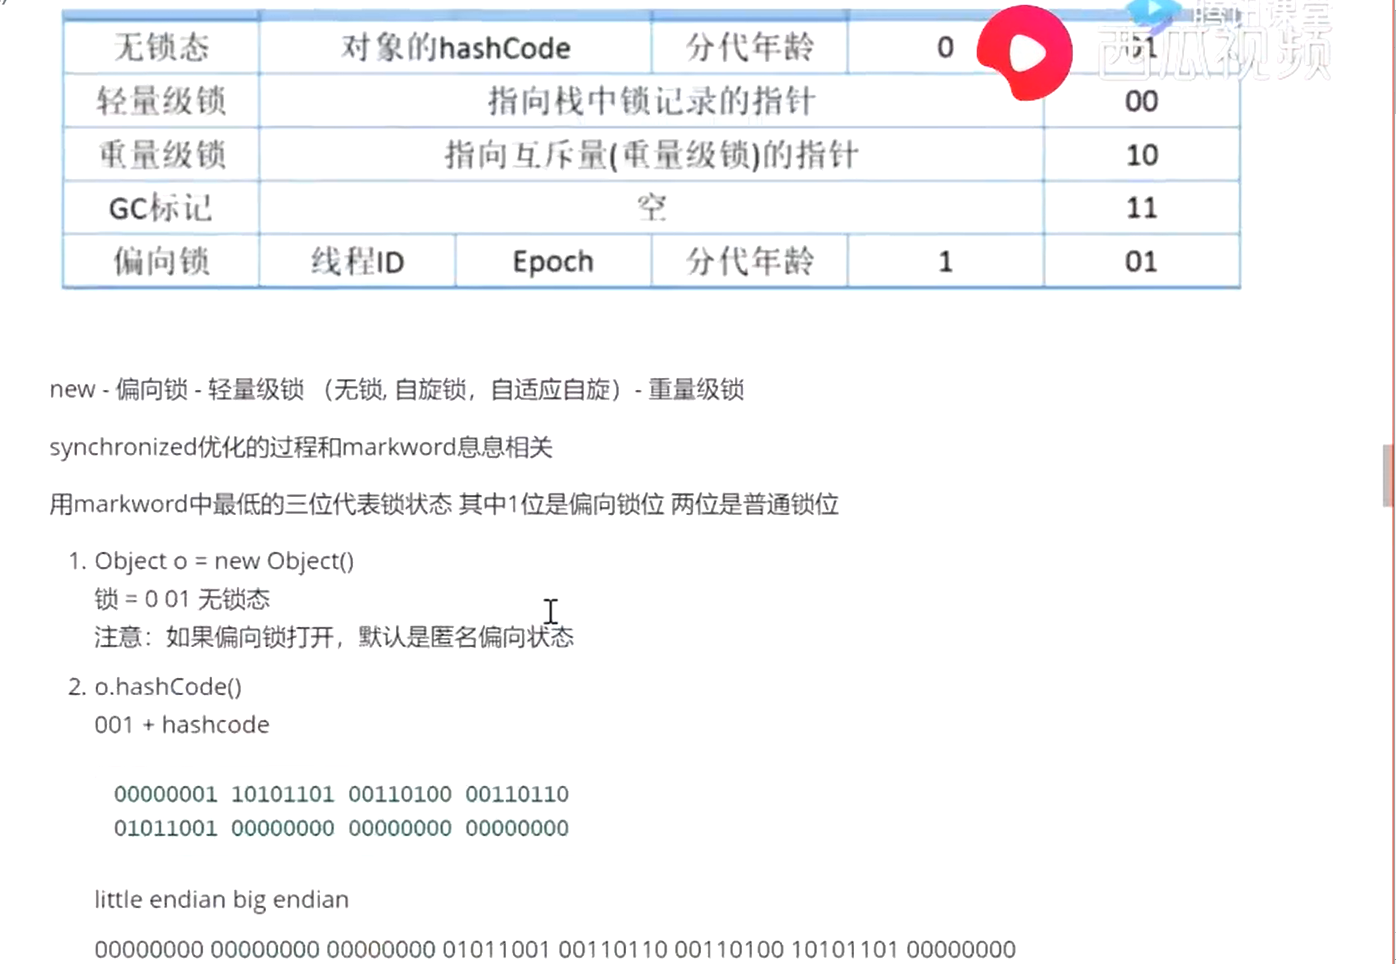 腾讯课堂
西瓜视频
无锁态 对象的hashCode 分代年龄 0 01
轻量级锁 指向栈中锁记录的指针 00
重量级锁 指向互斥量(重量级锁)的指针 10
GC标记 空 11
偏向锁 线程ID Epoch 分代年龄 1 01
new - 偏向锁 - 轻量级锁 （无锁, 自旋锁，自适应自旋）- 重量级锁
synchronized优化的过程和markword息息相关
用markword中最低的三位代表锁状态 其中1位是偏向锁位 两位是普通锁位
1. Object o = new Object()
锁 = 0 01 无锁态
注意：如果偏向锁打开，默认是匿名偏向状态
2. o.hashCode()
001 + hashcode
00000001 10101101 00110100 00110110
01011001 00000000 00000000 00000000
little endian big endian
00000000 00000000 00000000 01011001 00110110 00110100 10101101 00000000